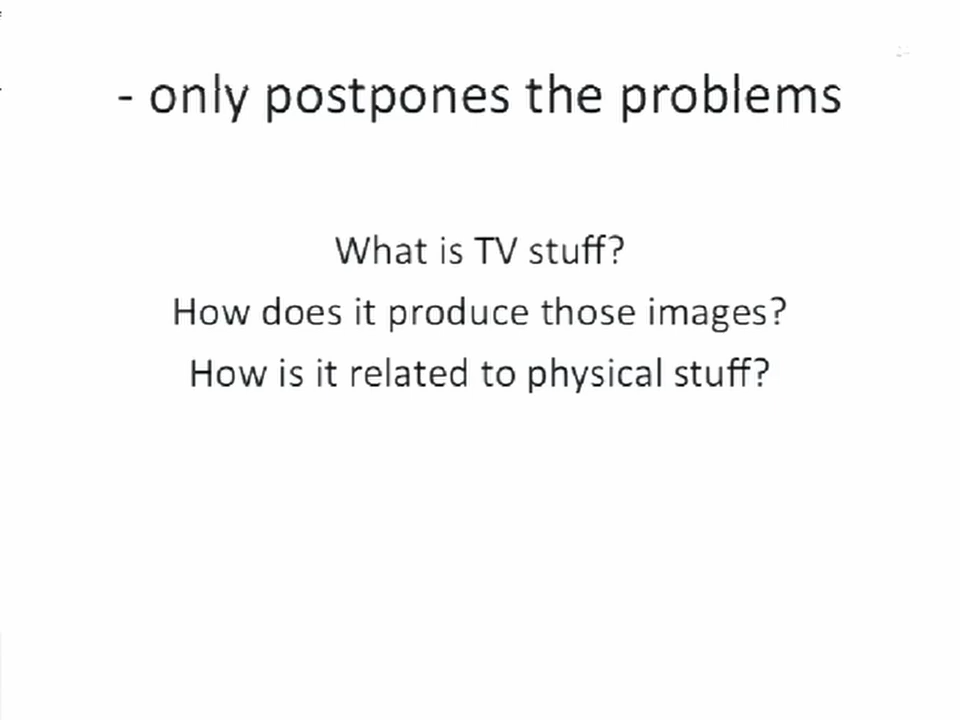 - only postpones the problems
What is TV stuff?
How does it produce those images?
How is it related to physical stuff?